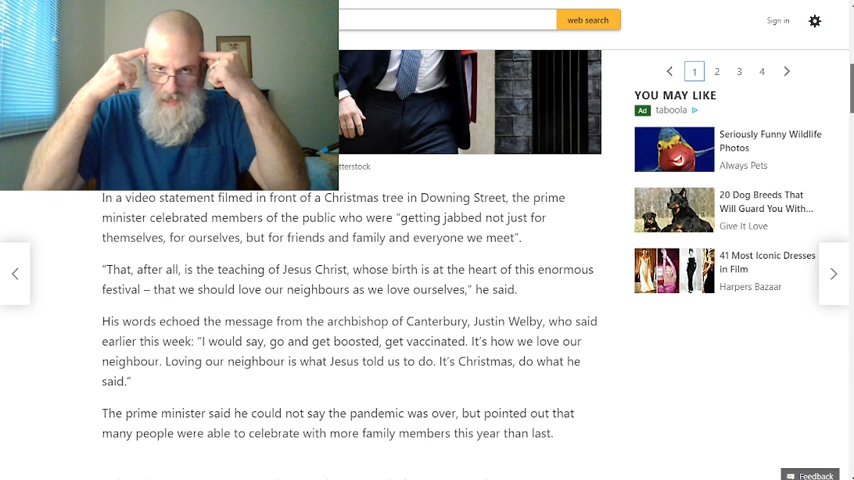 web search
Sign in
1 2 3 4
YOU MAY LIKE
Ad taboola
Seriously Funny Wildlife
Photos
Always Pets
20 Dog Breeds That
Will Guard You With...
Give It Love
41 Most Iconic Dresses
in Film
Harpers Bazaar
tterstock
In a video statement filmed in front of a Christmas tree in Downing Street, the prime
minister celebrated members of the public who were “getting jabbed not just for
themselves, for ourselves, but for friends and family and everyone we meet”.
“That, after all, is the teaching of Jesus Christ, whose birth is at the heart of this enormous
festival – that we should love our neighbours as we love ourselves,” he said.
His words echoed the message from the archbishop of Canterbury, Justin Welby, who said
earlier this week: “I would say, go and get boosted, get vaccinated. It’s how we love our
neighbour. Loving our neighbour is what Jesus told us to do. It’s Christmas, do what he
said.”
The prime minister said he could not say the pandemic was over, but pointed out that
many people were able to celebrate with more family members this year than last.
Feedback